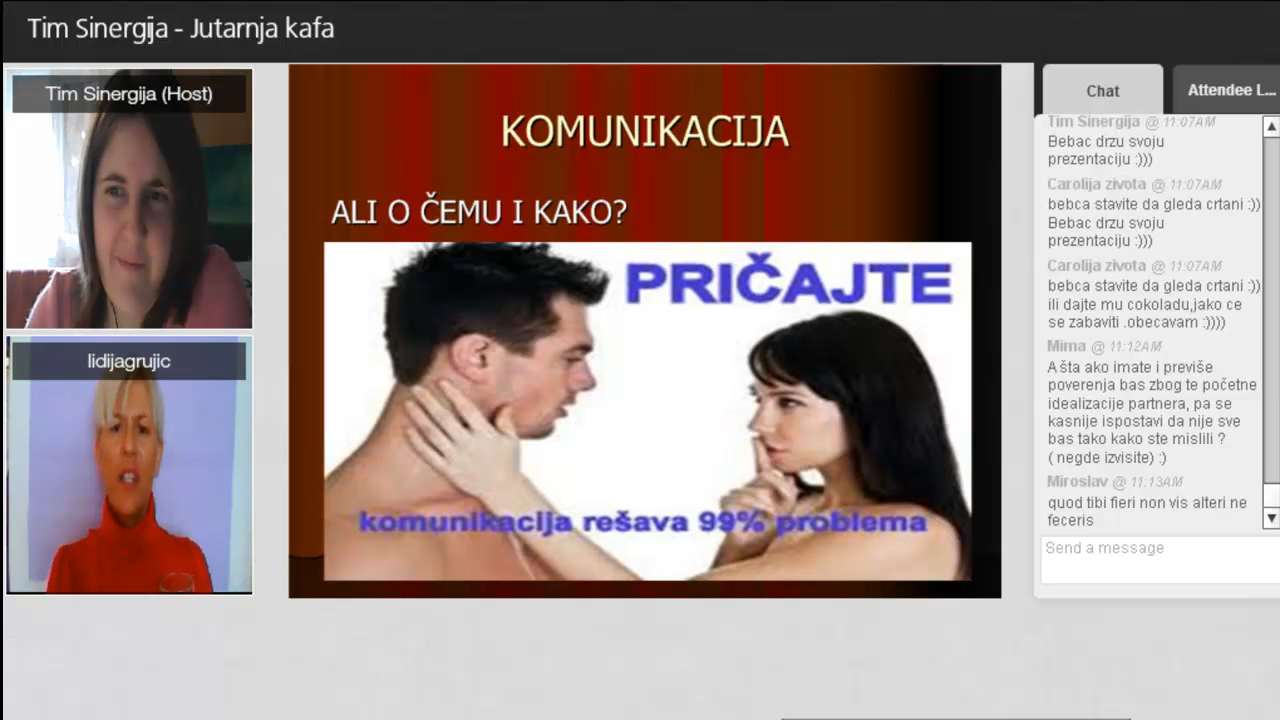 Tim Sinergija - Jutarnja kafa
Tim Sinergija (Host)
lidijagrujic
KOMUNIKACIJA
ALI O ČEMU I KAKO?
PRIČAJTE
komunikacija rešava 99% problema
Chat
Attendee L...
Tim Sinergija @ 11:07AM
Bebac drzu svoju
prezentaciju :)))
Carolija zivota @ 11:07AM
bebca stavite da gleda crtani :))
Bebac drzu svoju
prezentaciju :)))
Carolija zivota @ 11:07AM
bebca stavite da gleda crtani :))
ili dajte mu cokoladu,jako ce
se zabaviti .obecavam :))))
Mima @ 11:12AM
A šta ako imate i previše
poverenja bas zbog te početne
idealizacije partnera, pa se
kasnije ispostavi da nije sve
bas tako kako ste mislili ?
( negde izvisite) :)
Miroslav @ 11:13AM
quod tibi fieri non vis alteri ne
feceris
Send a message